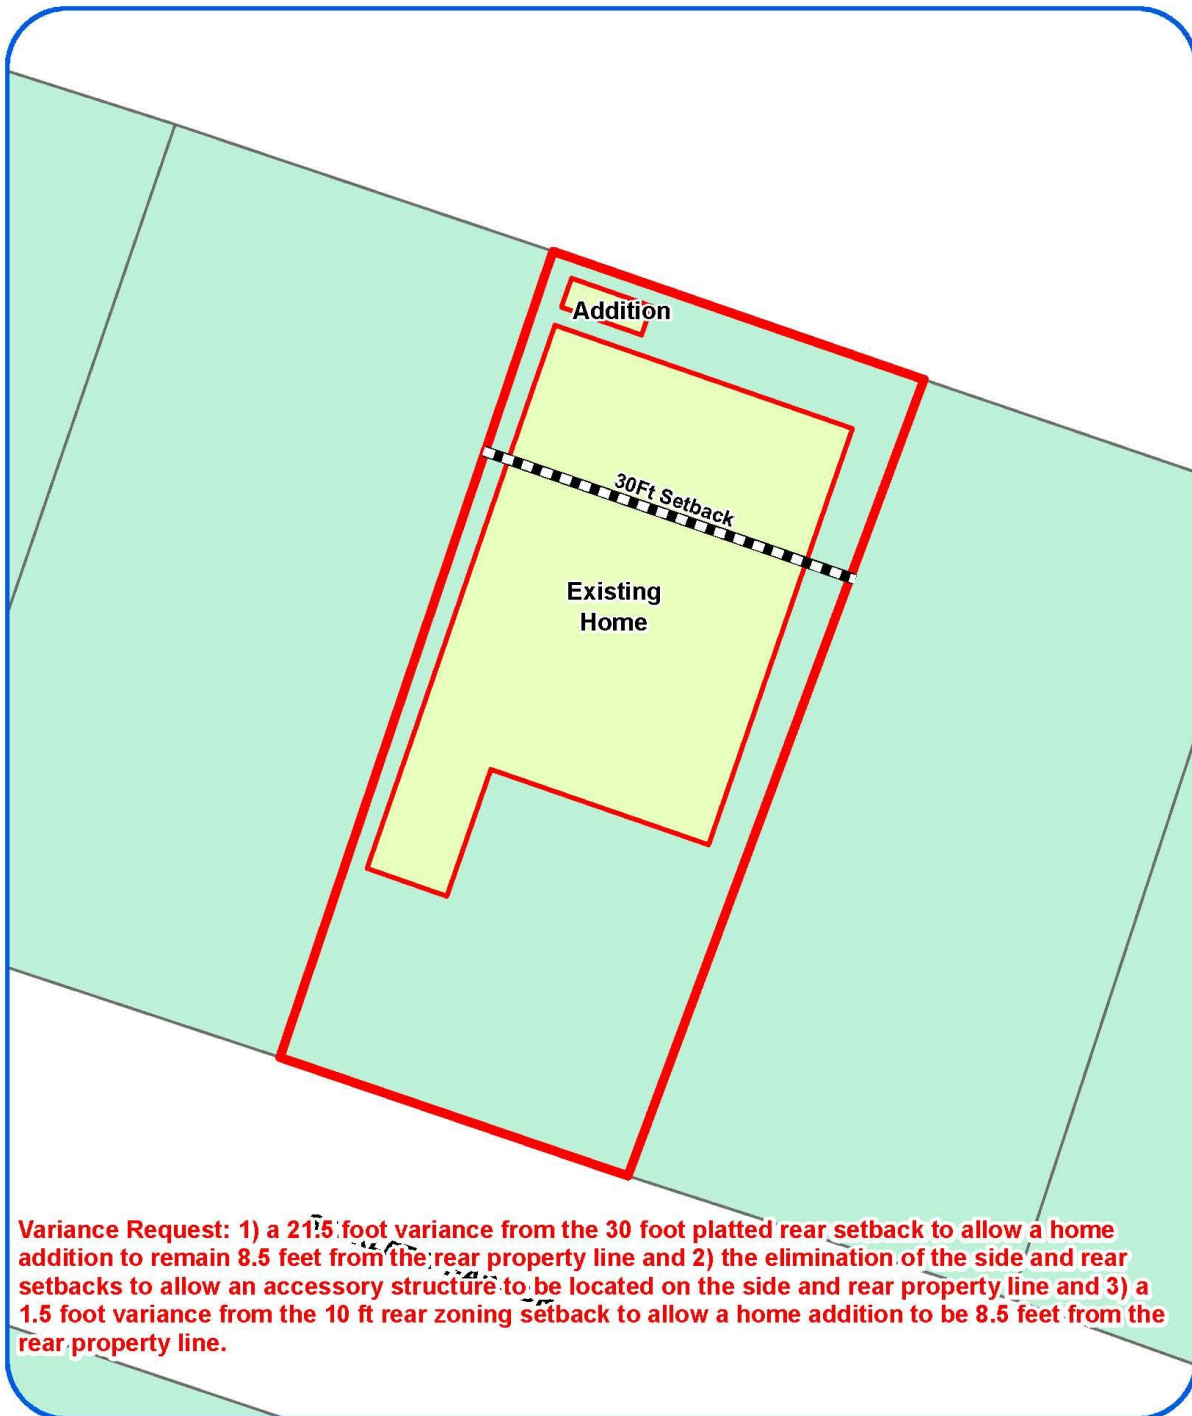 Addition
30Ft Setback
Existing
Home
Variance Request: 1) a 21.5 foot variance from the 30 foot platted rear setback to allow a home
addition to remain 8.5 feet from the rear property line and 2) the elimination of the side and rear
setbacks to allow an accessory structure to be located on the side and rear property line and 3) a
1.5 foot variance from the 10 ft rear zoning setback to allow a home addition to be 8.5 feet from the
rear property line.